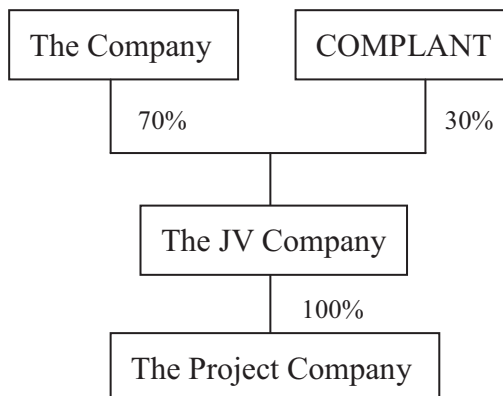 The Company
COMPLANT
70%
30%
The JV Company
100%
The Project Company